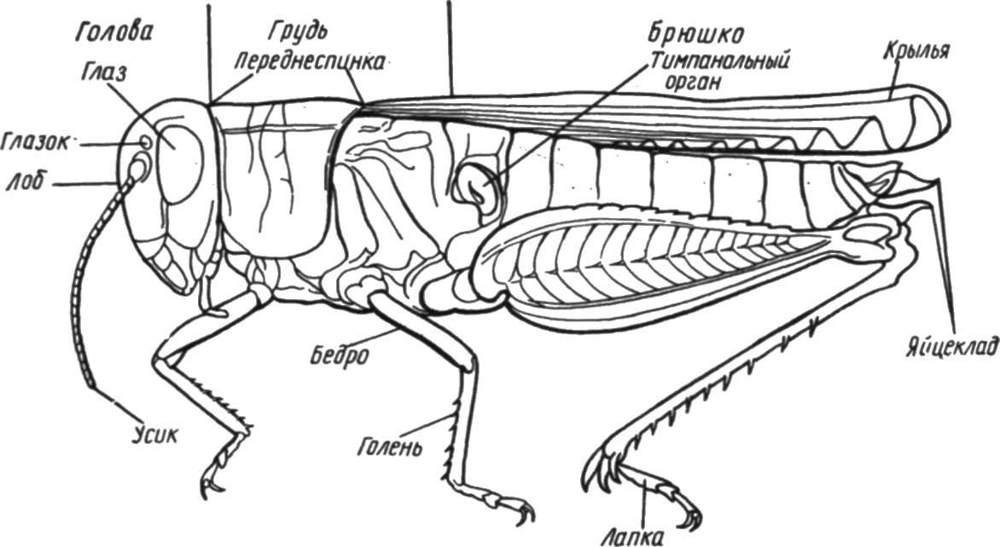 Голова
Грудь
Брюшко
Глаз
Переднеспинка
Тимпанальный
орган
Крылья
Глазок
Лоб
Бедро
Яйцеклад
Усик
Голень
Лапка